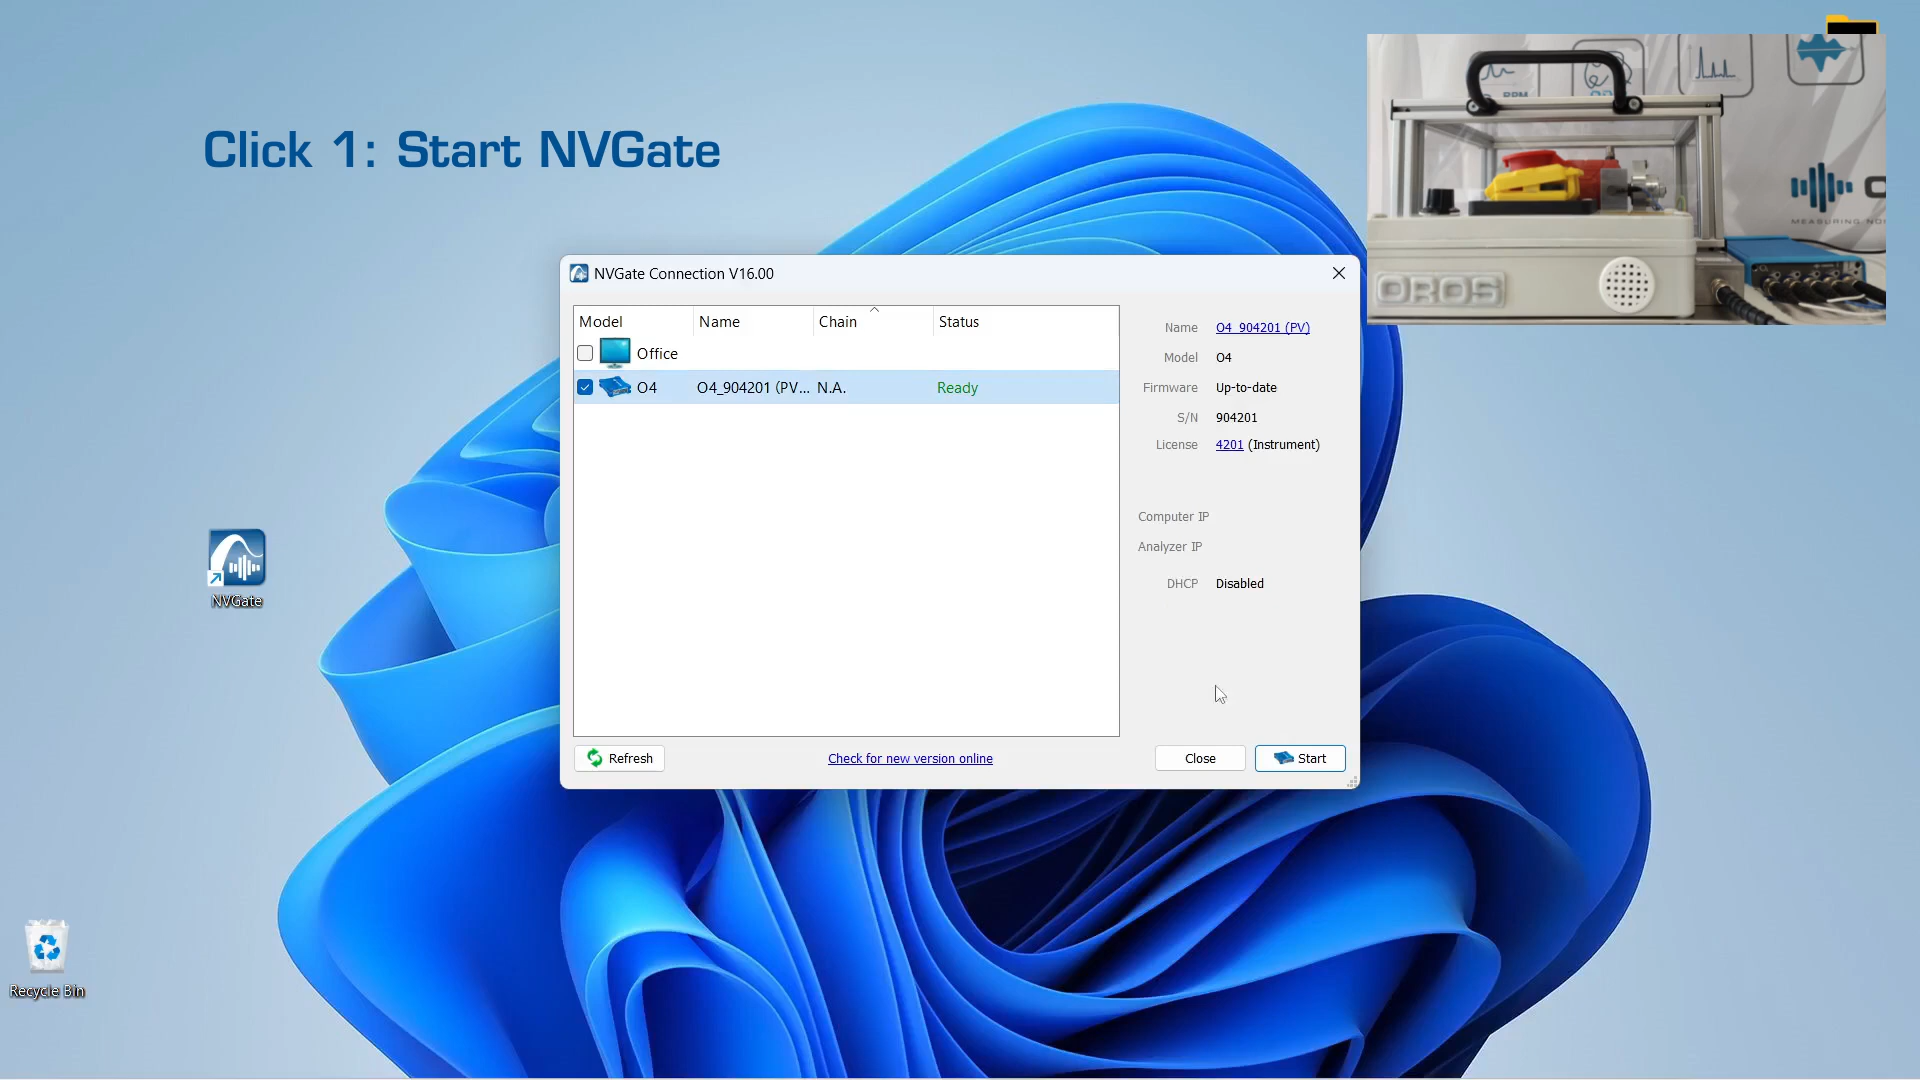 Click 1: Start NVGate
RPM
MEASURING
OROS
NVGate Connection V16.00
Model Name Chain Status
Office
O4 O4_904201 (PV... N.A. Ready
Name O4_904201 (PV)
Model O4
Firmware Up-to-date
S/N 904201
License 4201 (Instrument)
Computer IP
Analyzer IP
DHCP Disabled
Refresh Check for new version online Close Start
NVGate
Recycle Bin